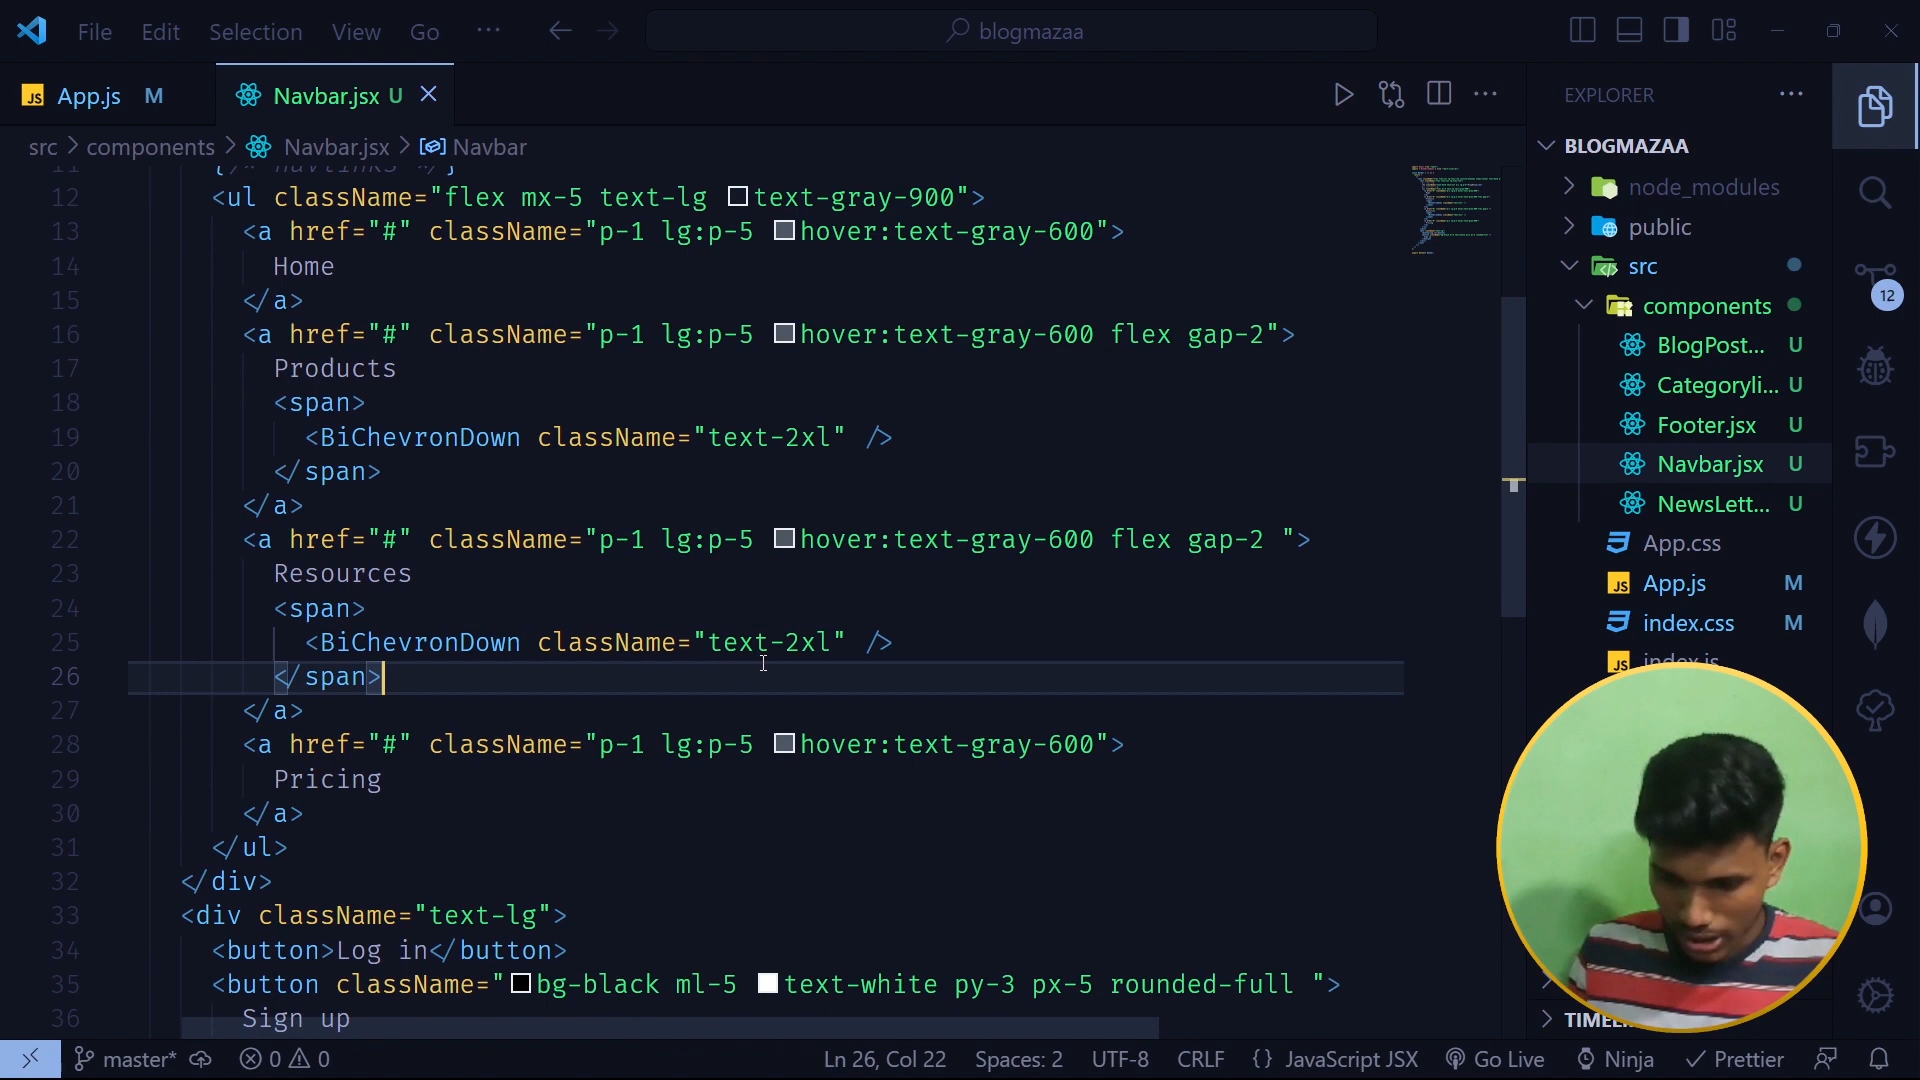 File Edit Selection View Go ··· blogmazaa
JS App.js M Navbar.jsx U
src > components > Navbar.jsx > Navbar
EXPLORER
BLOGMAZAA
node_modules
public
src
components
BlogPost... U
Categoryli... U
Footer.jsx U
Navbar.jsx U
NewsLett... U
App.css
JS App.js M
index.css M
JS index.js
TIMEL
12
11 {/* navlinks */}
12 <ul className="flex mx-5 text-lg text-gray-900">
13 <a href="#" className="p-1 lg:p-5 hover:text-gray-600">
14 Home
15 </a>
16 <a href="#" className="p-1 lg:p-5 hover:text-gray-600 flex gap-2">
17 Products
18 <span>
19 <BiChevronDown className="text-2xl" />
20 </span>
21 </a>
22 <a href="#" className="p-1 lg:p-5 hover:text-gray-600 flex gap-2 ">
23 Resources
24 <span>
25 <BiChevronDown className="text-2xl" />
26 </span>
27 </a>
28 <a href="#" className="p-1 lg:p-5 hover:text-gray-600">
29 Pricing
30 </a>
31 </ul>
32 </div>
33 <div className="text-lg">
34 <button>Log in</button>
35 <button className="bg-black ml-5 text-white py-3 px-5 rounded-full ">
36 Sign up
master* 0 0 Ln 26, Col 22 Spaces: 2 UTF-8 CRLF {} JavaScript JSX Go Live Ninja Prettier